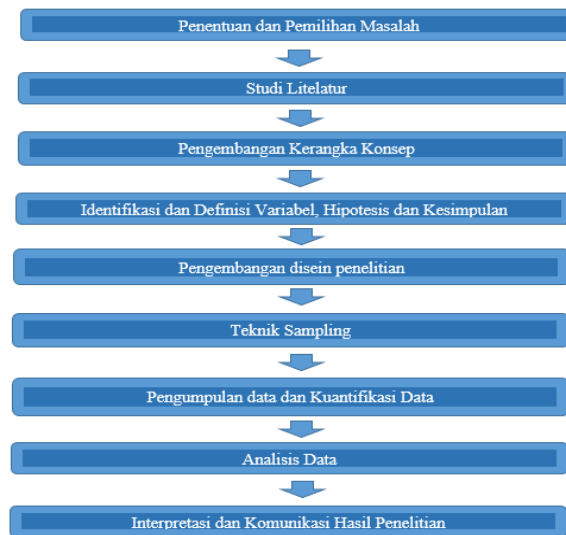 Penentuan dan Pemilihan Masalah
Studi Litelatur
Pengembangan Kerangka Konsep
Identifikasi dan Definisi Variabel, Hipotesis dan Kesimpulan
Pengembangan disein penelitian
Teknik Sampling
Pengumpulan data dan Kuantifikasi Data
Analisis Data
Interpretasi dan Komunikasi Hasil Penelitian